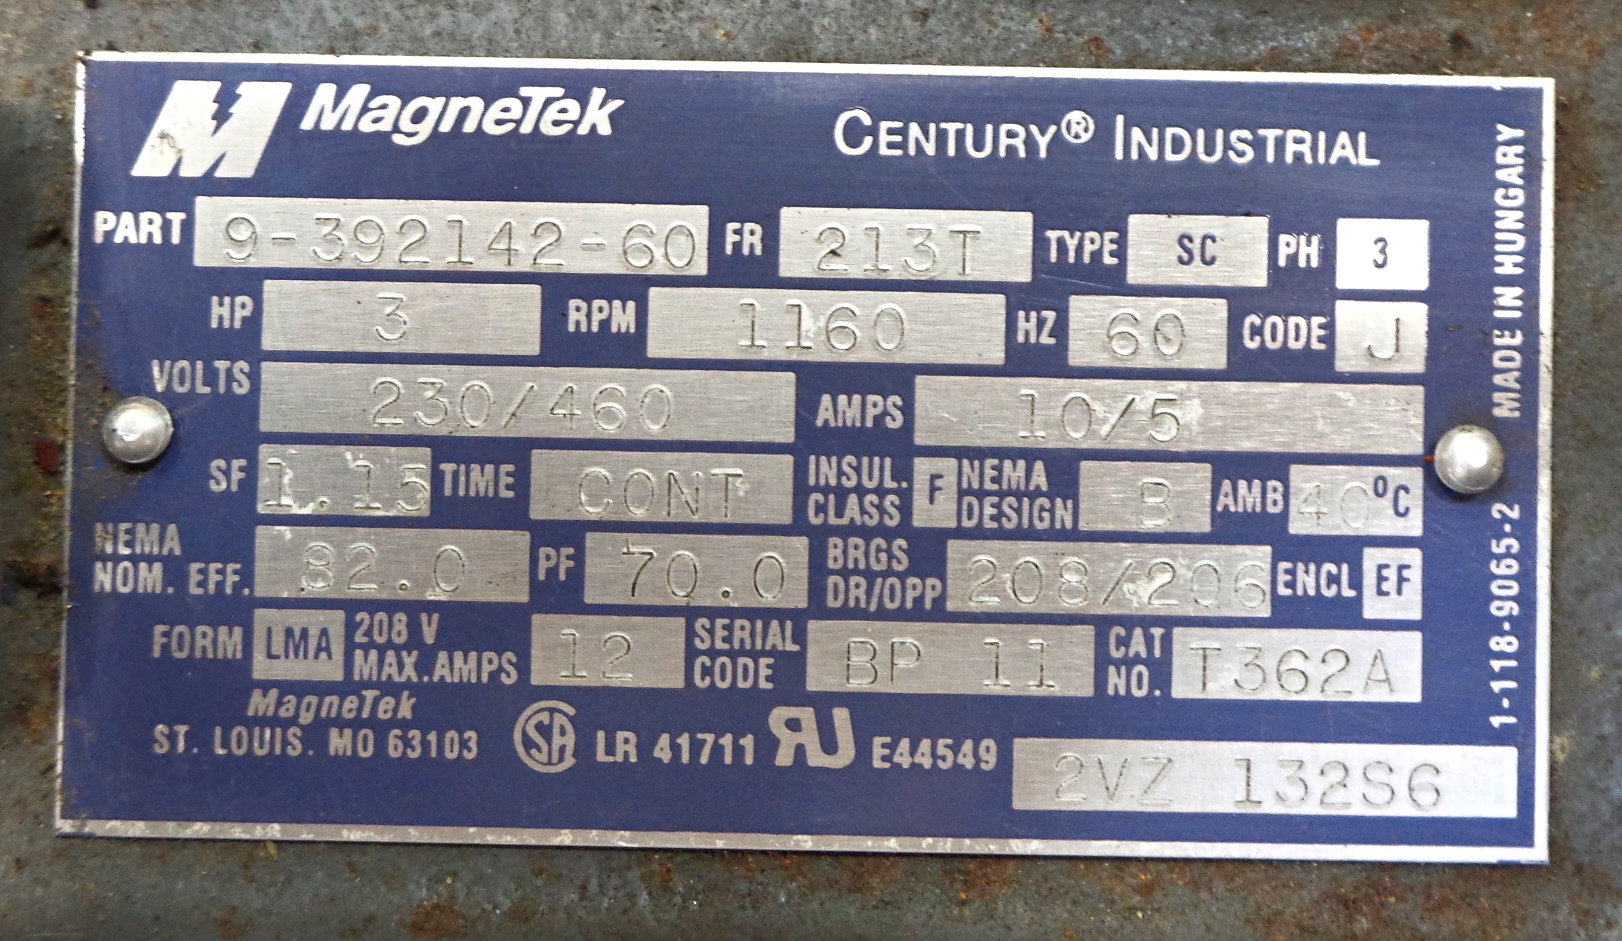 MagneTek CENTURY® INDUSTRIAL
PART 9-392142-60 FR 213T TYPE SC PH 3
HP 3 RPM 1160 HZ 60 CODE J
VOLTS 230/460 AMPS 10/5
SF 1.15 TIME CONT INSUL. CLASS F NEMA DESIGN B AMB 40°C
NEMA NOM. EFF. 82.0 PF 70.0 BRGS DR/OPP 208/206 ENCL EF
FORM LMA 208 V MAX.AMPS 12 SERIAL CODE BP 11 CAT NO. T362A
MagneTek
ST. LOUIS. MO 63103 SA LR 41711 RU E44549
2VZ 132S6
1-118-9065-2 MADE IN HUNGARY